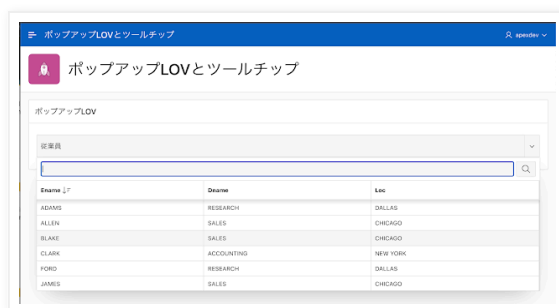 ポップアップLOVとツールチップ
apexdev
ポップアップLOVとツールチップ
ポップアップLOV
従業員
Ename Dname Loc
ADAMS RESEARCH DALLAS
ALLEN SALES CHICAGO
BLAKE SALES CHICAGO
CLARK ACCOUNTING NEW YORK
FORD RESEARCH DALLAS
JAMES SALES CHICAGO